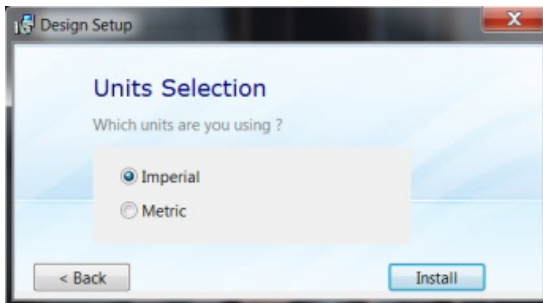 Design Setup
Units Selection
Which units are you using ?
Imperial
Metric
< Back
Install